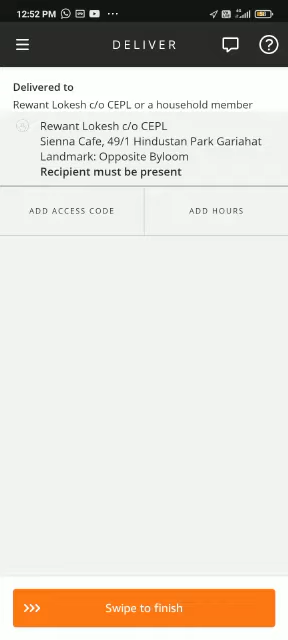 12:52 PM
DELIVER
Delivered to
Rewant Lokesh c/o CEPL or a household member
Rewant Lokesh c/o CEPL
Sienna Cafe, 49/1 Hindustan Park Gariahat
Landmark: Opposite Byloom
Recipient must be present
ADD ACCESS CODE
ADD HOURS
Swipe to finish